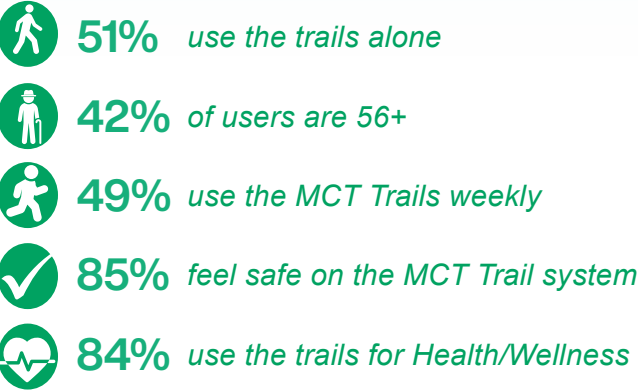 51% use the trails alone
42% of users are 56+
49% use the MCT Trails weekly
85% feel safe on the MCT Trail system
84% use the trails for Health/Wellness